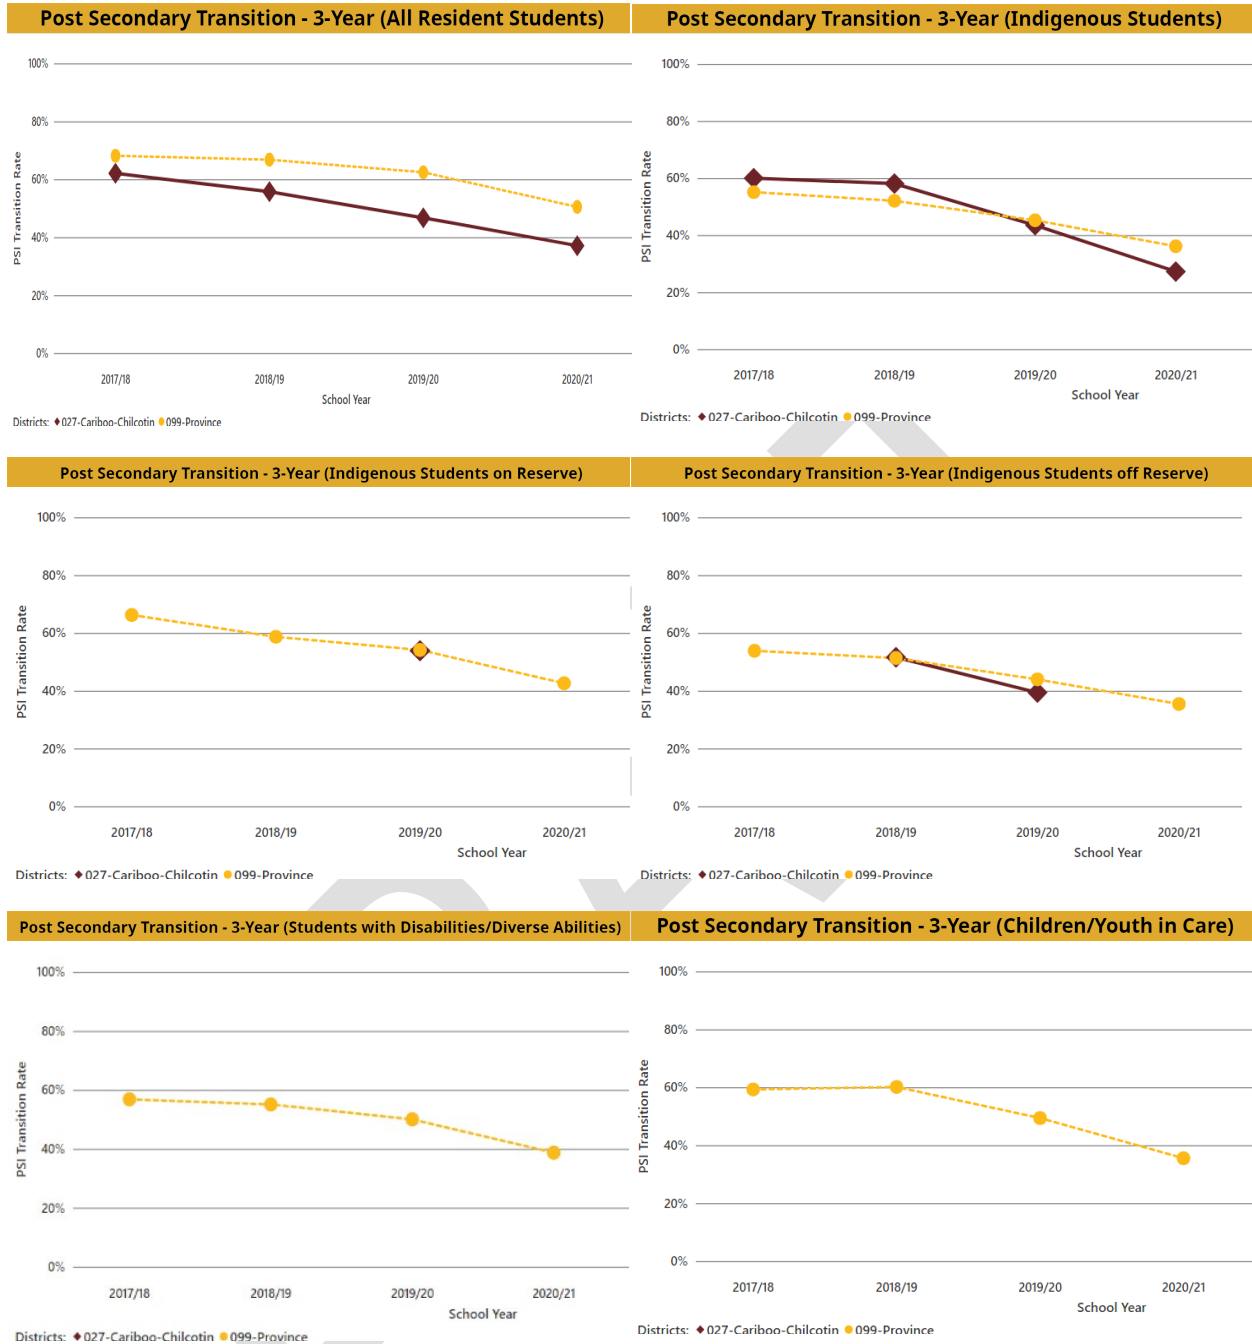 Post Secondary Transition - 3-Year (All Resident Students)
100%
80%
60%
40%
20%
0%
PSI Transition Rate
2017/18 2018/19 2019/20 2020/21
School Year
Districts: 027-Cariboo-Chilcotin 099-Province
Post Secondary Transition - 3-Year (Indigenous Students)
100%
80%
60%
40%
20%
0%
PSI Transition Rate
2017/18 2018/19 2019/20 2020/21
School Year
Districts: 027-Cariboo-Chilcotin 099-Province
Post Secondary Transition - 3-Year (Indigenous Students on Reserve)
100%
80%
60%
40%
20%
0%
PSI Transition Rate
2017/18 2018/19 2019/20 2020/21
School Year
Districts: 027-Cariboo-Chilcotin 099-Province
Post Secondary Transition - 3-Year (Indigenous Students off Reserve)
100%
80%
60%
40%
20%
0%
PSI Transition Rate
2017/18 2018/19 2019/20 2020/21
School Year
Districts: 027-Cariboo-Chilcotin 099-Province
Post Secondary Transition - 3-Year (Students with Disabilities/Diverse Abilities)
100%
80%
60%
40%
20%
0%
PSI Transition Rate
2017/18 2018/19 2019/20 2020/21
School Year
Districts: 027-Cariboo-Chilcotin 099-Province
Post Secondary Transition - 3-Year (Children/Youth in Care)
100%
80%
60%
40%
20%
0%
PSI Transition Rate
2017/18 2018/19 2019/20 2020/21
School Year
Districts: 027-Cariboo-Chilcotin 099-Province